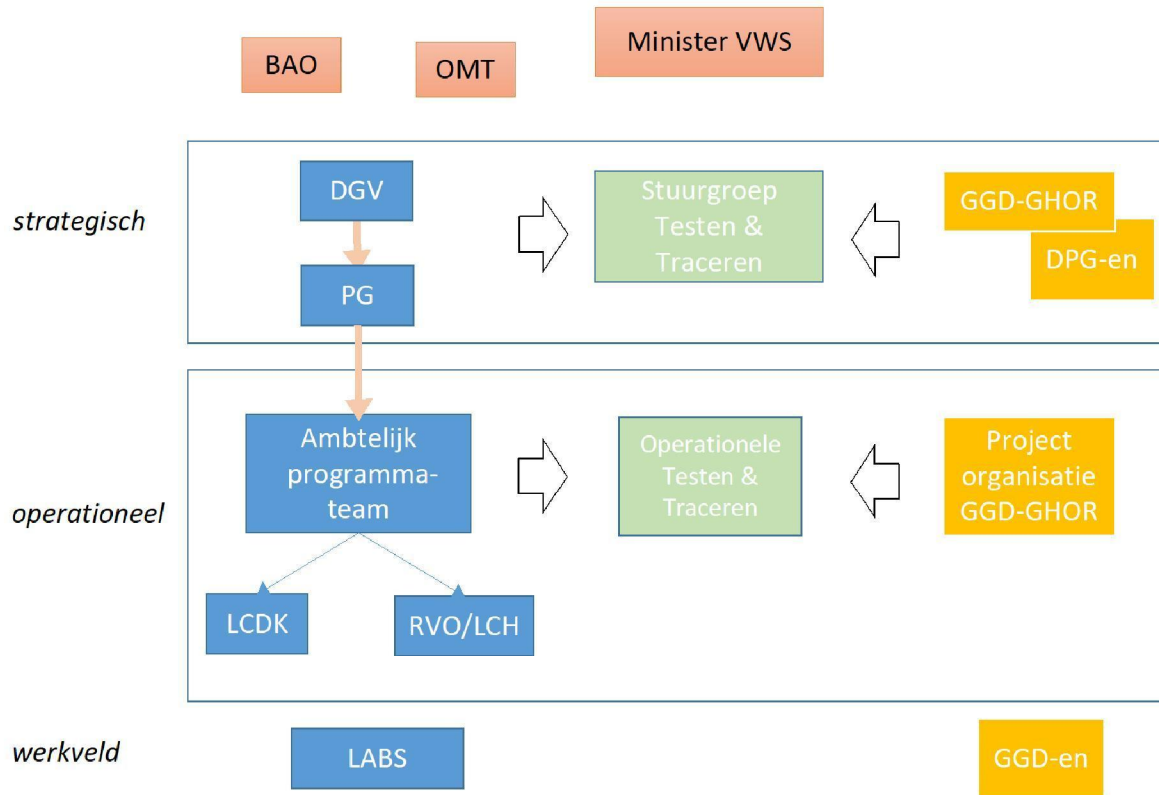 BAO
OMT
Minister VWS
strategisch
DGV
PG
Stuurgroep
Testen &
Traceren
GGD-GHOR
DPG-en
operationeel
Ambtelijk
programma-
team
Operationele
Testen &
Traceren
Project
organisatie
GGD-GHOR
LCDK
RVO/LCH
werkveld
LABS
GGD-en